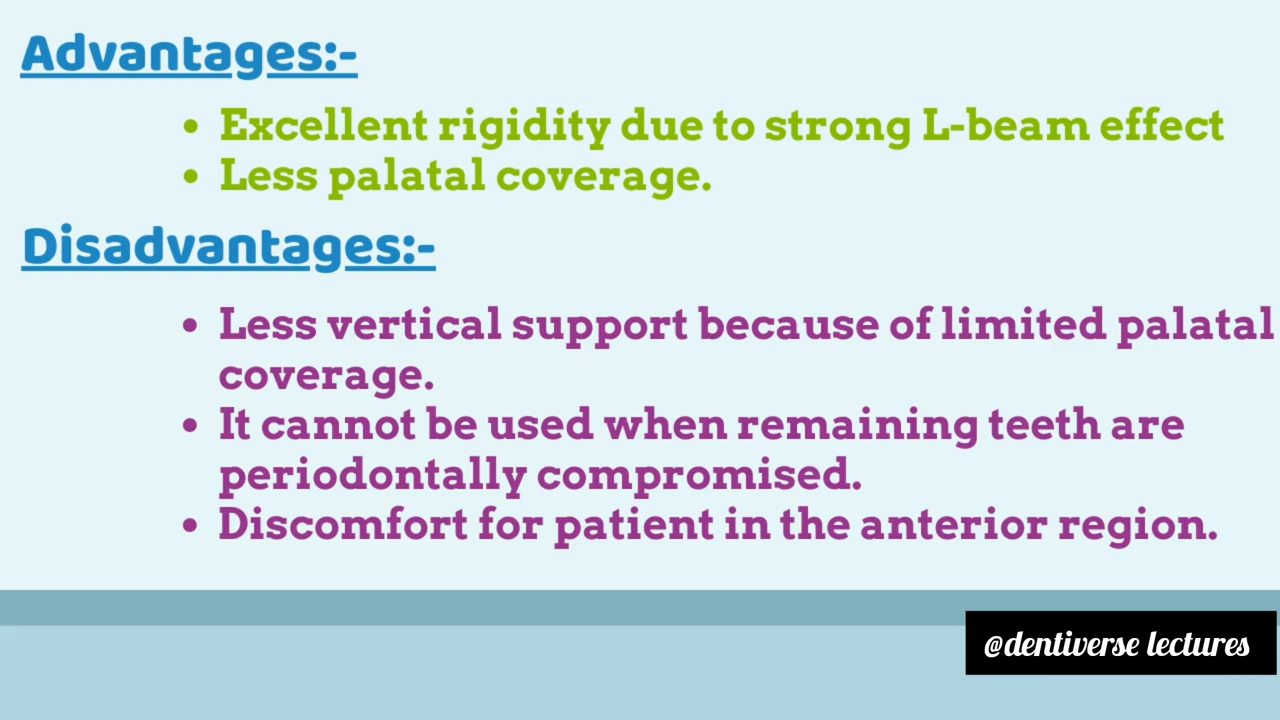 Advantages:-
• Excellent rigidity due to strong L-beam effect
• Less palatal coverage.
Disadvantages:-
• Less vertical support because of limited palatal
coverage.
• It cannot be used when remaining teeth are
periodontally compromised.
• Discomfort for patient in the anterior region.
@dentiverse lectures